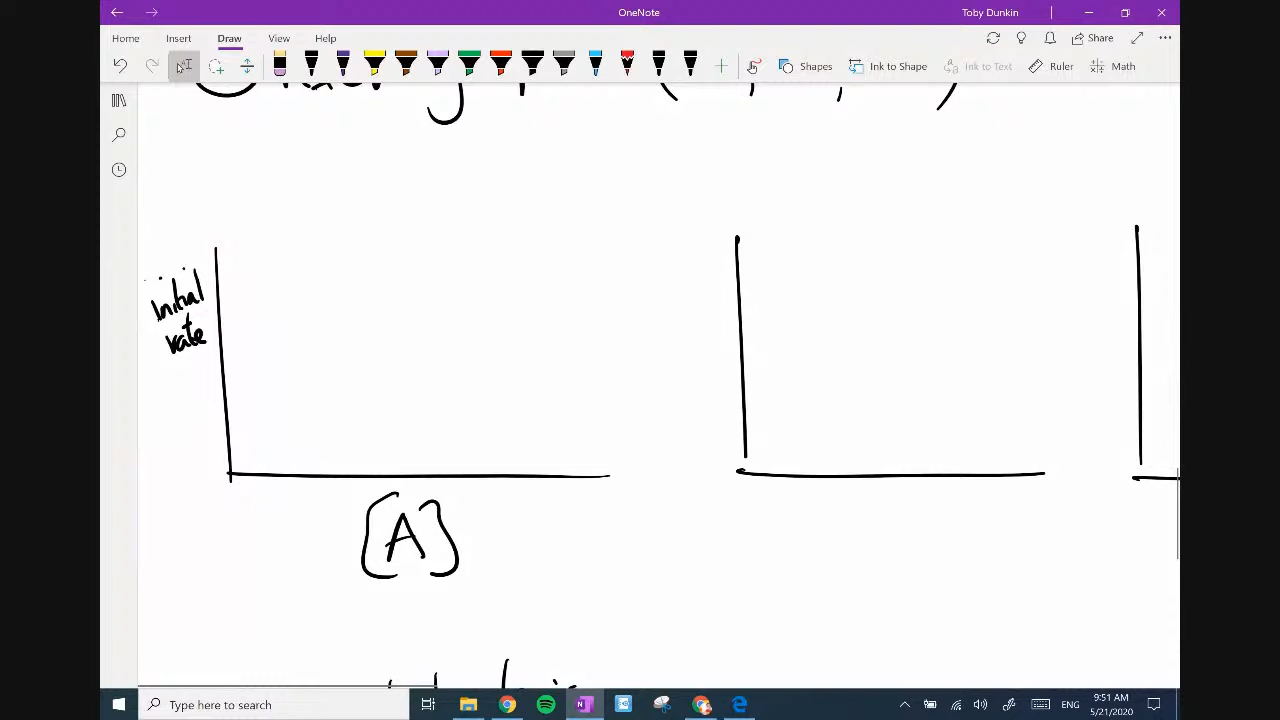 OneNote
Toby Dunkin
Home Insert Draw View Help
Share
Shapes Ink to Shape Ink to Text Ruler Math
initial
rate
[A]
Type here to search
ENG
9:51 AM
5/21/2020